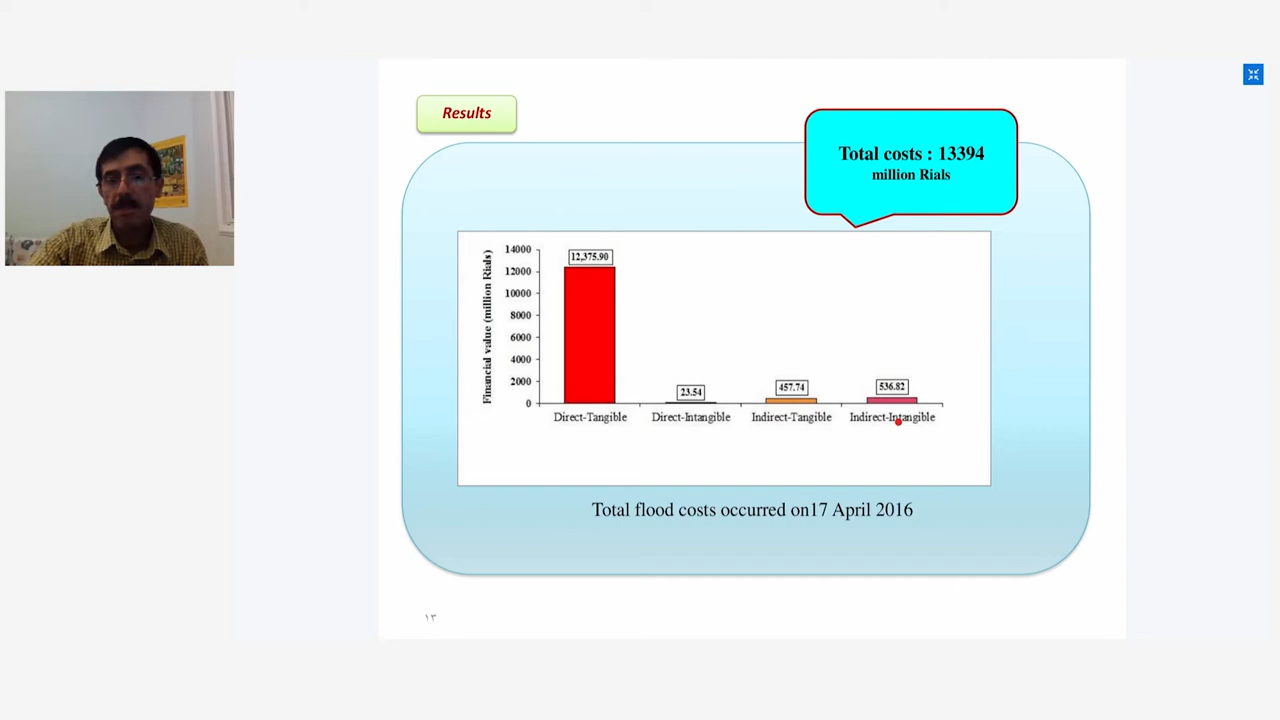 Results
Total costs : 13394
million Rials
Financial value (million Rials)
14000
12000
10000
8000
6000
4000
2000
0
12,375.90
23.54
457.74
536.82
Direct-Tangible
Direct-Intangible
Indirect-Tangible
Indirect-Intangible
Total flood costs occurred on17 April 2016
۱۳